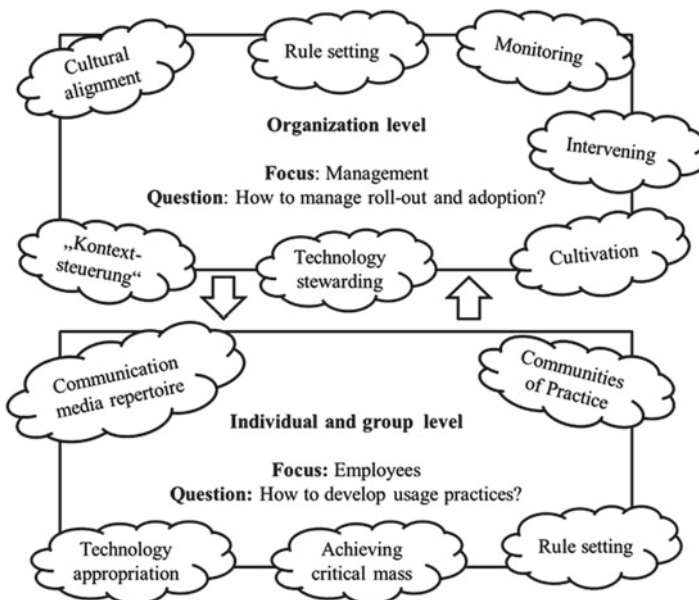 Cultural
alignment
Rule setting
Monitoring
Organization level
Intervening
Focus: Management
Question: How to manage roll-out and adoption?
„Kontext-
steuerung“
Technology
stewarding
Cultivation
Communication
media repertoire
Communities
of Practice
Individual and group level
Focus: Employees
Question: How to develop usage practices?
Technology
appropriation
Achieving
critical mass
Rule setting